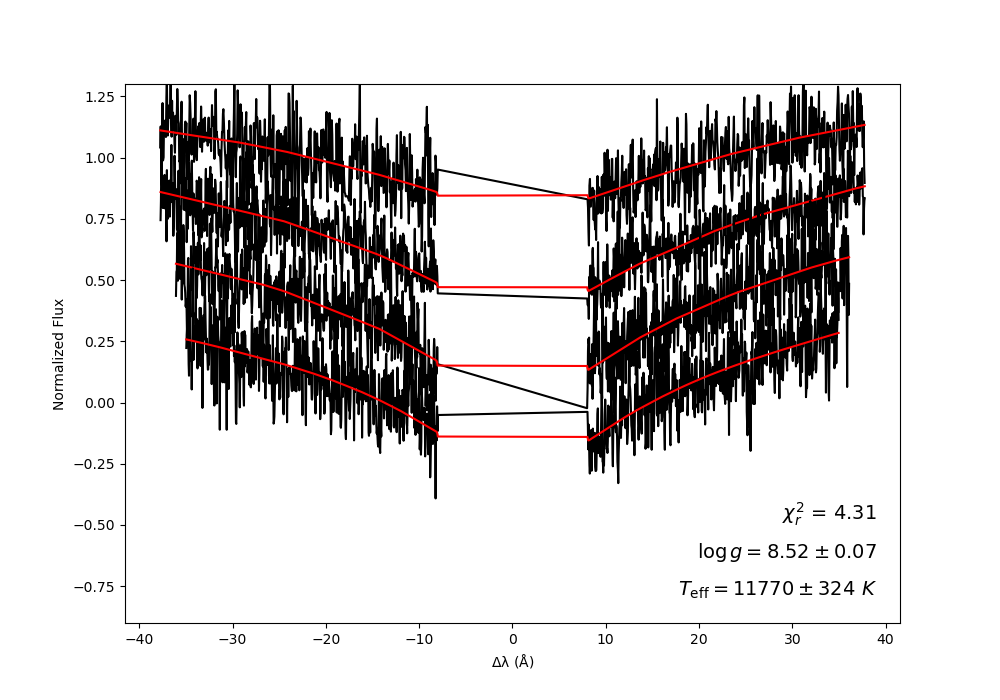 1.25
1.00
0.75
0.50
0.25
0.00
−0.25
−0.50
−0.75
Normalized Flux
χ²ᵣ = 4.31
log g = 8.52 ± 0.07
T_eff = 11770 ± 324 K
−40 −30 −20 −10 0 10 20 30 40
Δλ (Å)